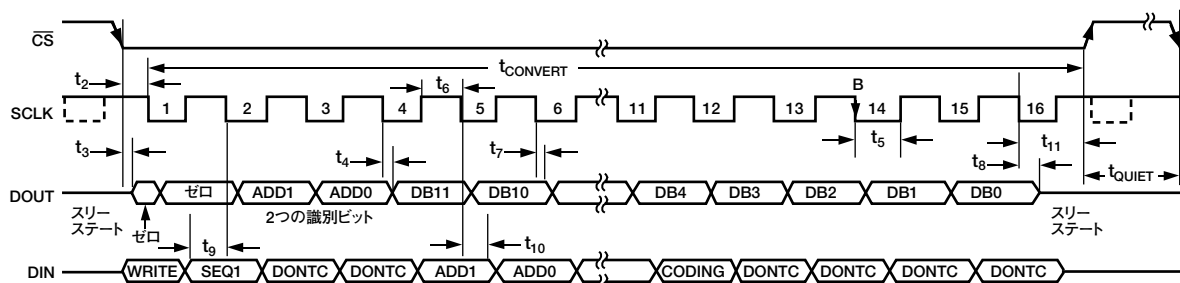 CS
tCONVERT
t2
t6
B
SCLK
1 2 3 4 5 6 11 12 13 14 15 16
t3
t4
t7
t5
t8
t11
tQUIET
DOUT
ゼロ ADD1 ADD0 DB11 DB10 DB4 DB3 DB2 DB1 DB0
スリー
ステート
ゼロ
2つの識別ビット
スリー
ステート
t9
t10
DIN
WRITE SEQ1 DONTC DONTC ADD1 ADD0 CODING DONTC DONTC DONTC DONTC